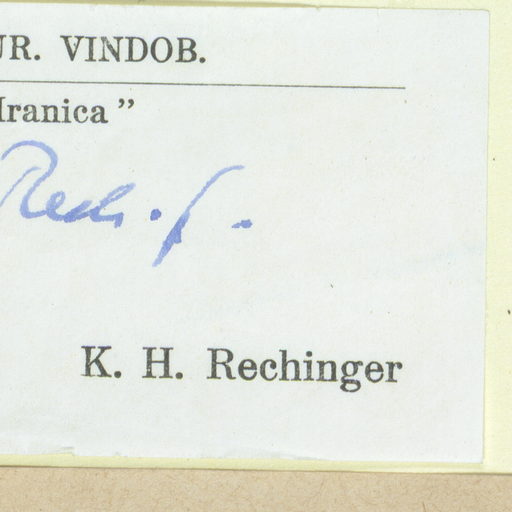 UR. VINDOB.
Iranica”
Rech. f.
K. H. Rechinger